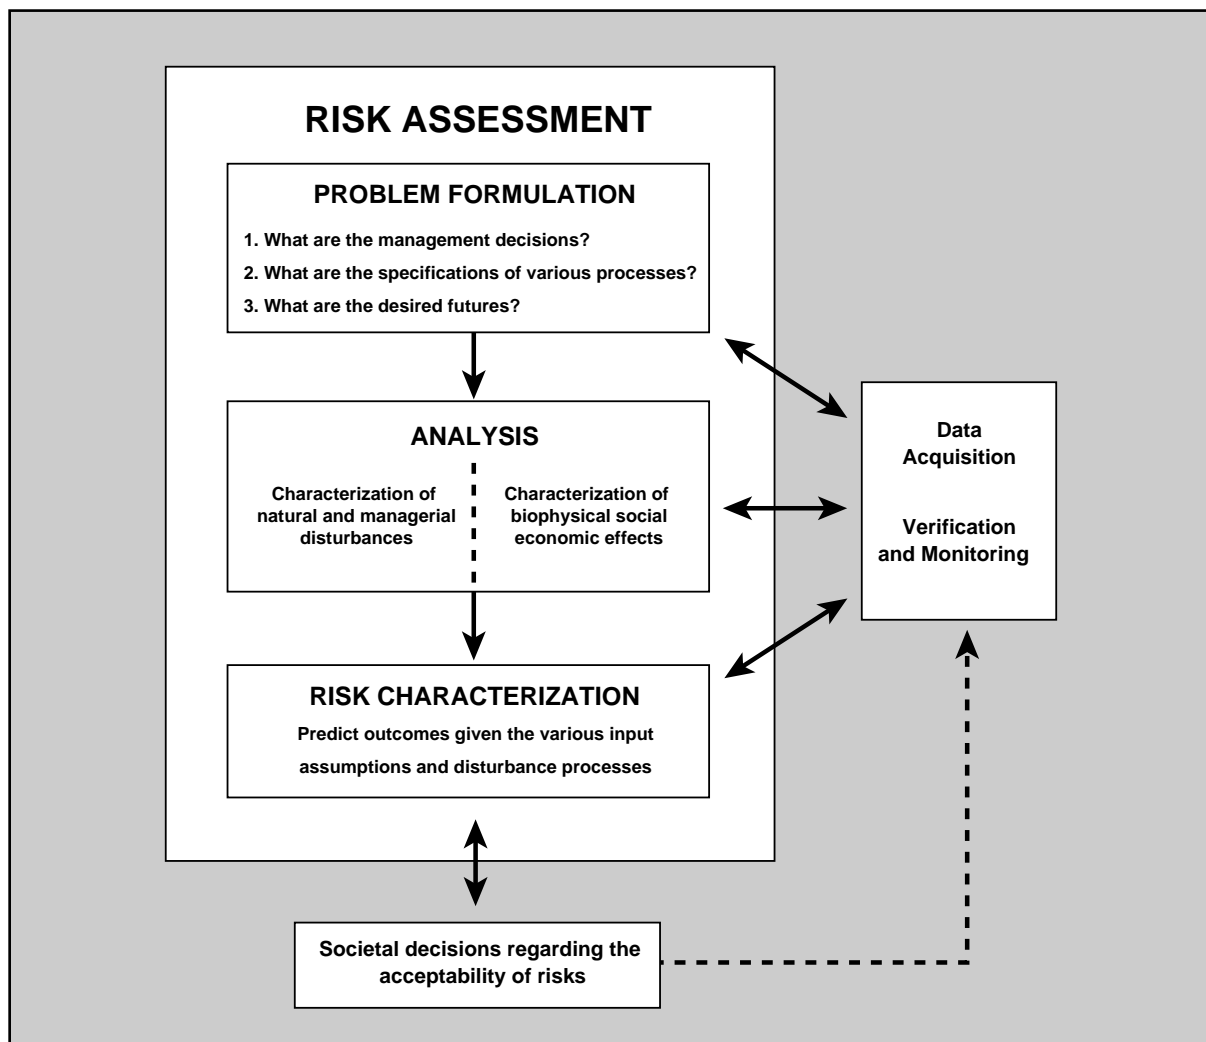 RISK ASSESSMENT
PROBLEM FORMULATION
1. What are the management decisions?
2. What are the specifications of various processes?
3. What are the desired futures?
ANALYSIS
Characterization of
natural and managerial
disturbances
Characterization of
biophysical social
economic effects
Data
Acquisition
Verification
and Monitoring
RISK CHARACTERIZATION
Predict outcomes given the various input
assumptions and disturbance processes
Societal decisions regarding the
acceptability of risks